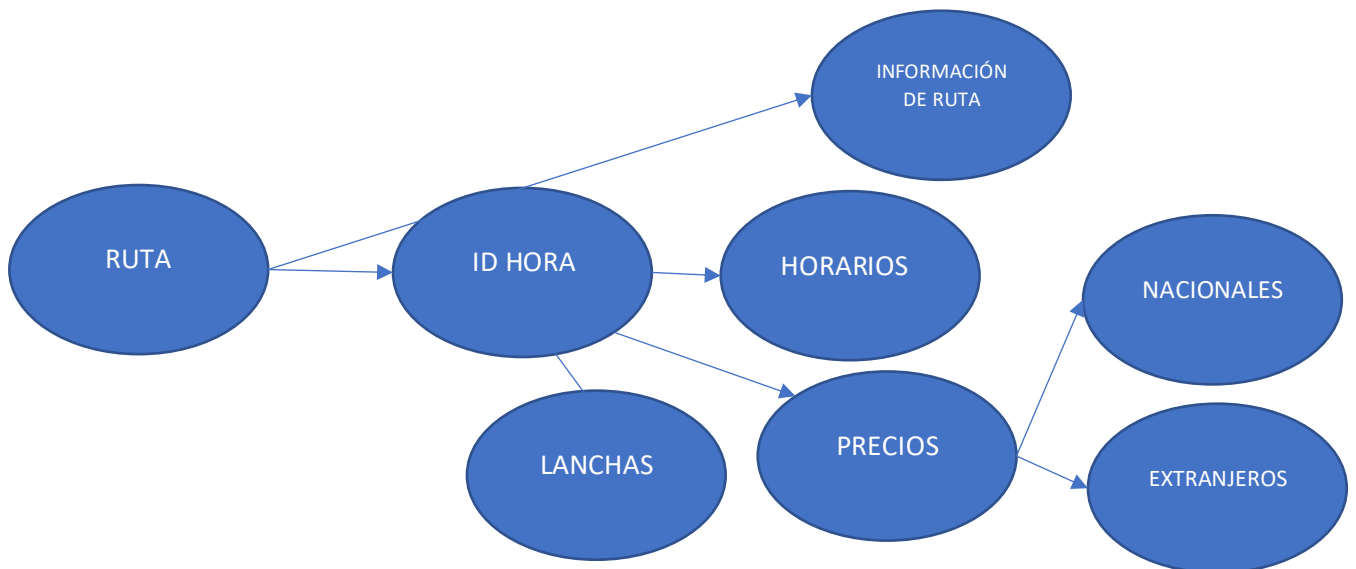 INFORMACIÓN
DE RUTA
RUTA
ID HORA
HORARIOS
NACIONALES
LANCHAS
PRECIOS
EXTRANJEROS